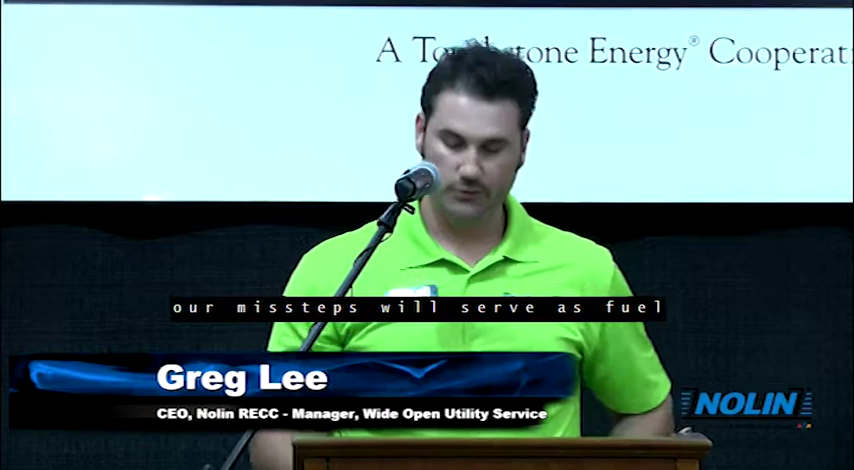 A Touchstone Energy® Cooperati
our missteps will serve as fuel
Greg Lee
CEO, Nolin RECC - Manager, Wide Open Utility Service
NOLIN